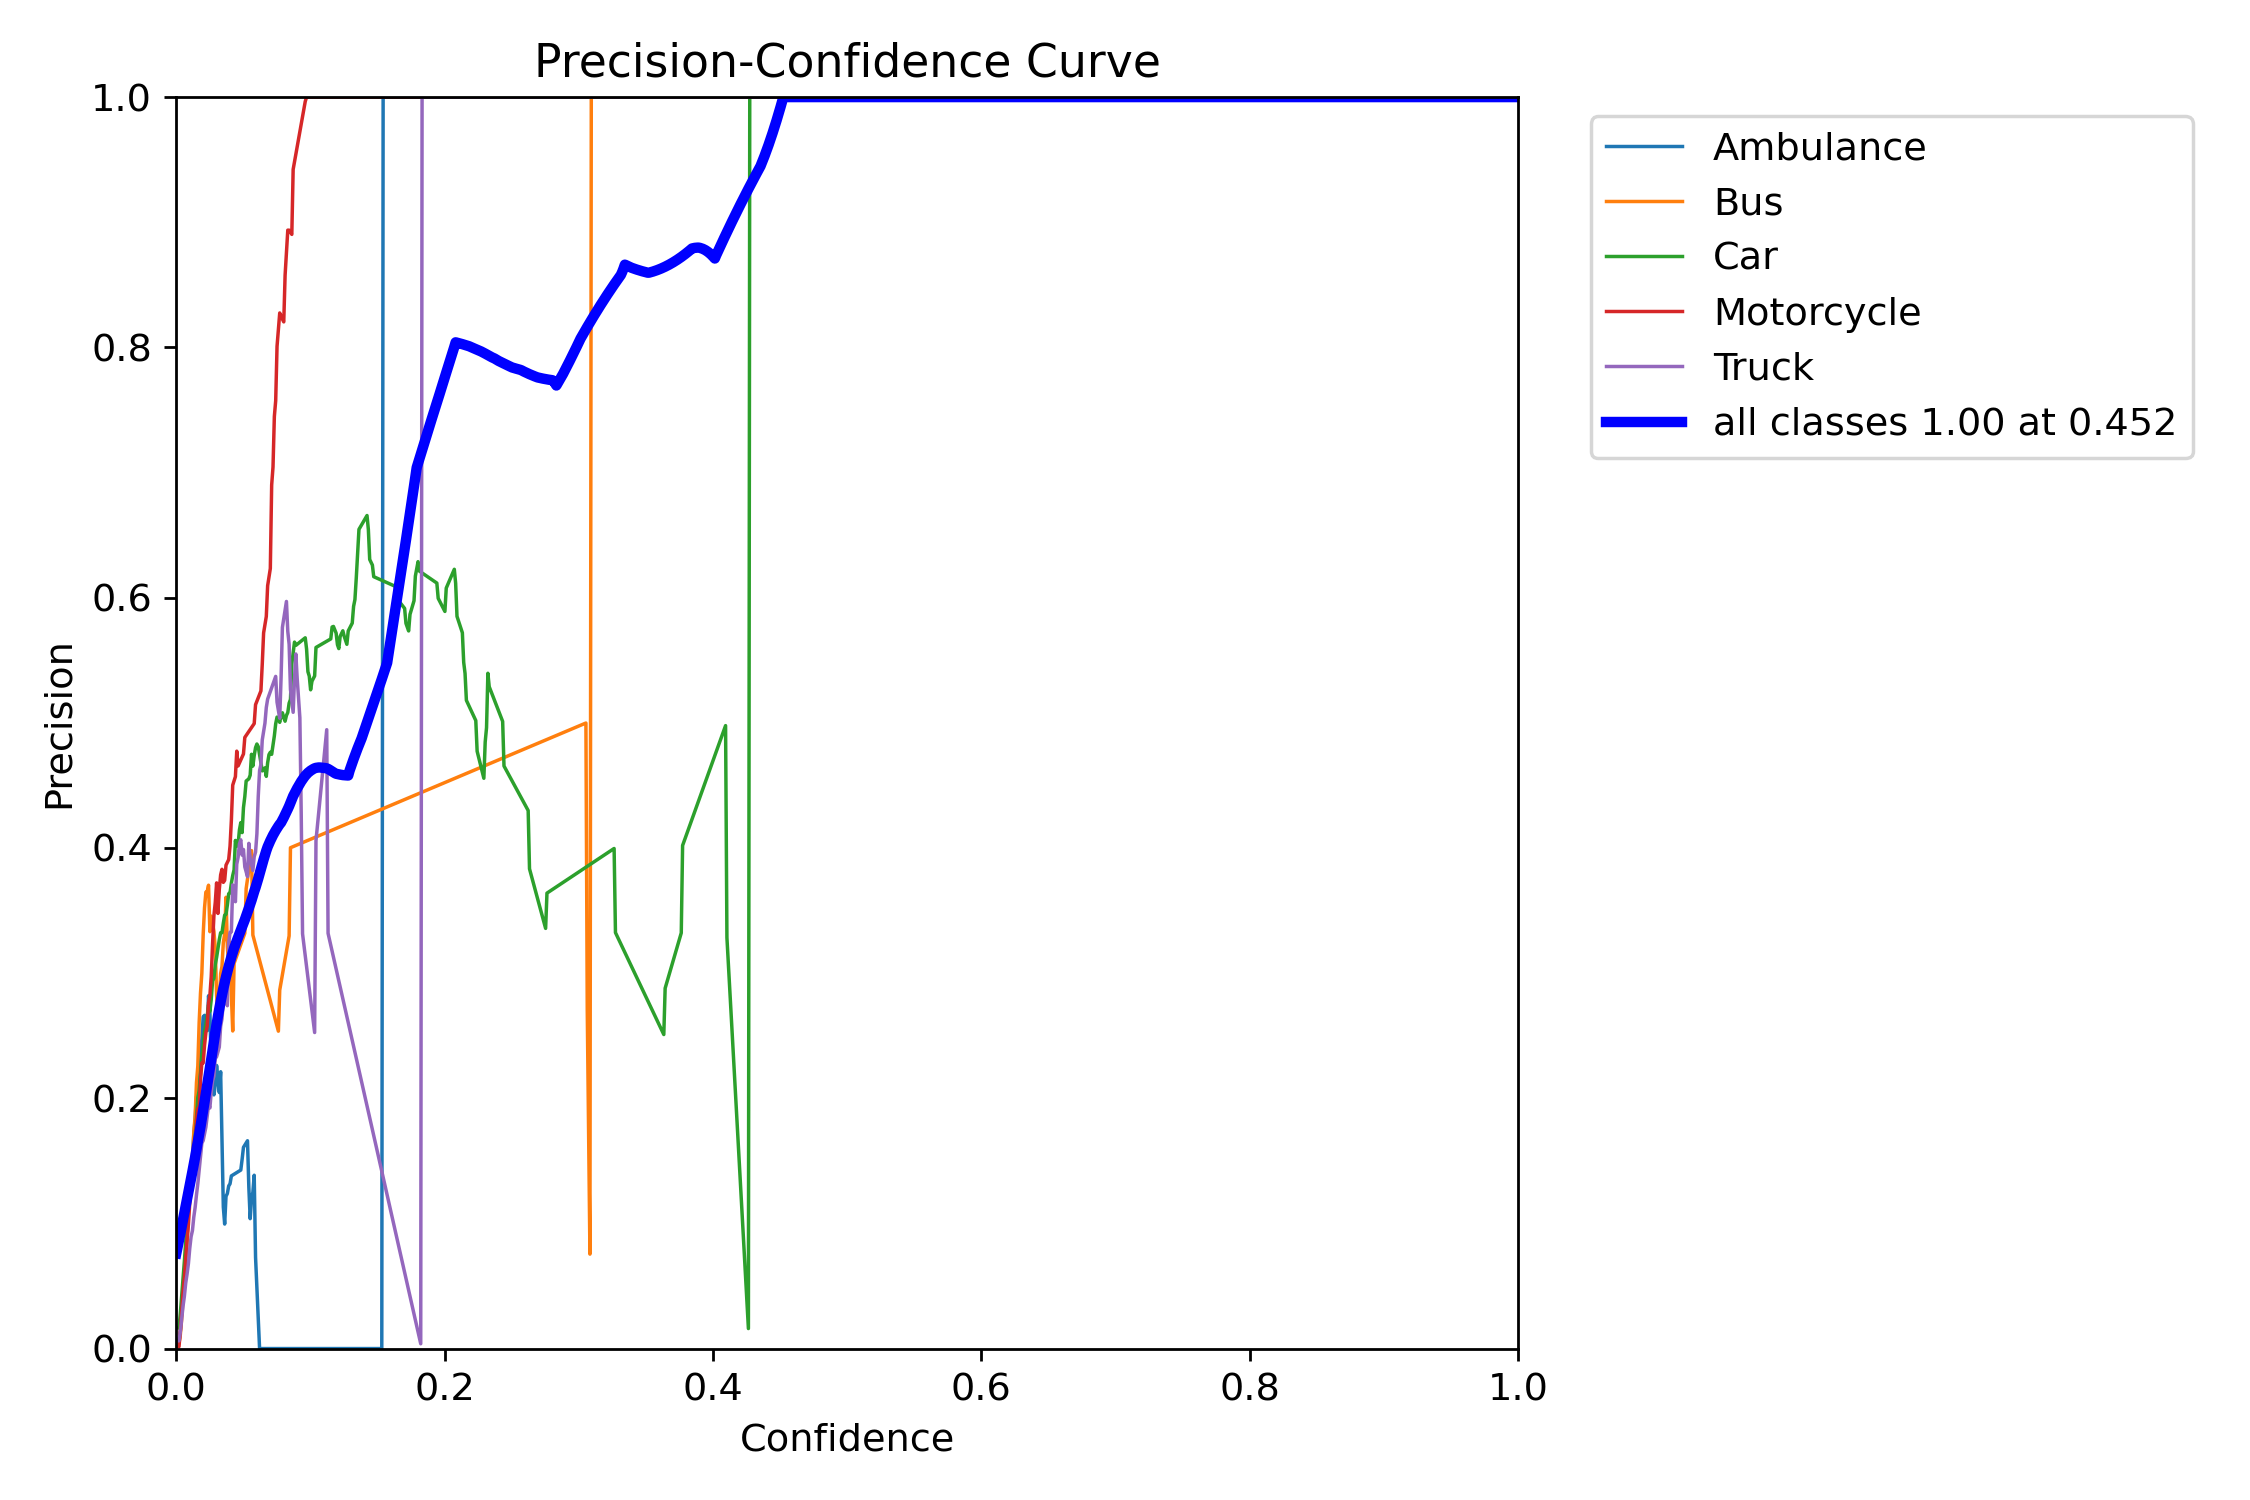 Precision-Confidence Curve
1.0
0.8
0.6
0.4
0.2
0.0
Precision
0.0 0.2 0.4 0.6 0.8 1.0
Confidence
Ambulance
Bus
Car
Motorcycle
Truck
all classes 1.00 at 0.452